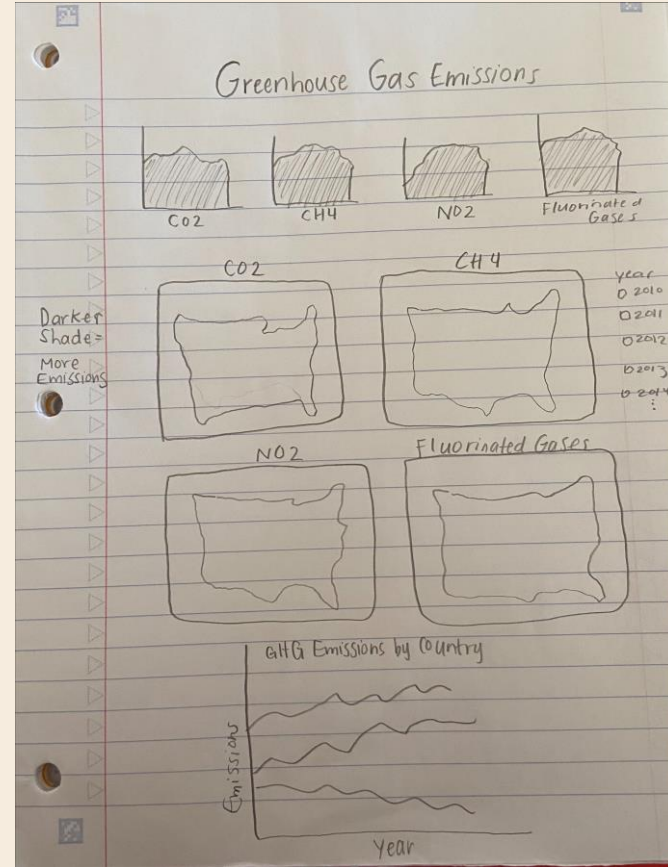 Greenhouse Gas Emissions
CO2
CH4
NO2
Fluorinated
Gases
CO2
CH4
year
2010
2011
2012
2013
2014
Darker
Shade=
More
Emissions
NO2
Fluorinated Gases
GHG Emissions by Country
Emissions
Year